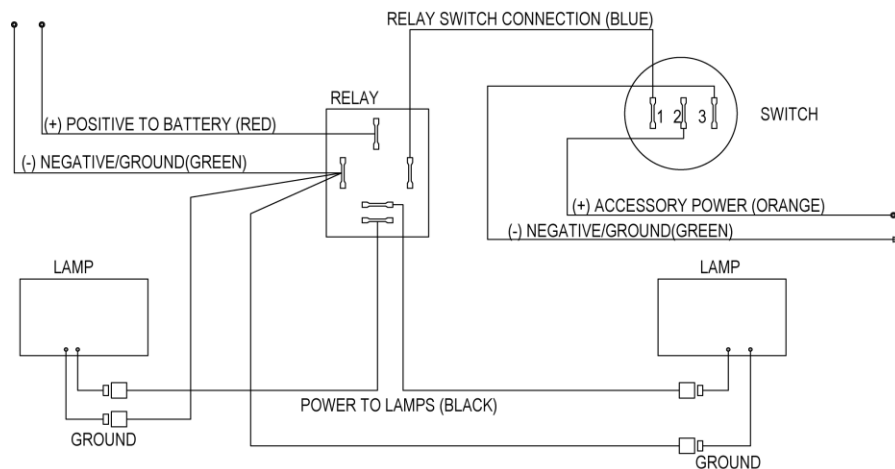 RELAY SWITCH CONNECTION (BLUE)
RELAY
1 2 3
SWITCH
(+) POSITIVE TO BATTERY (RED)
(-) NEGATIVE/GROUND(GREEN)
(+) ACCESSORY POWER (ORANGE)
(-) NEGATIVE/GROUND(GREEN)
LAMP
LAMP
POWER TO LAMPS (BLACK)
GROUND
GROUND